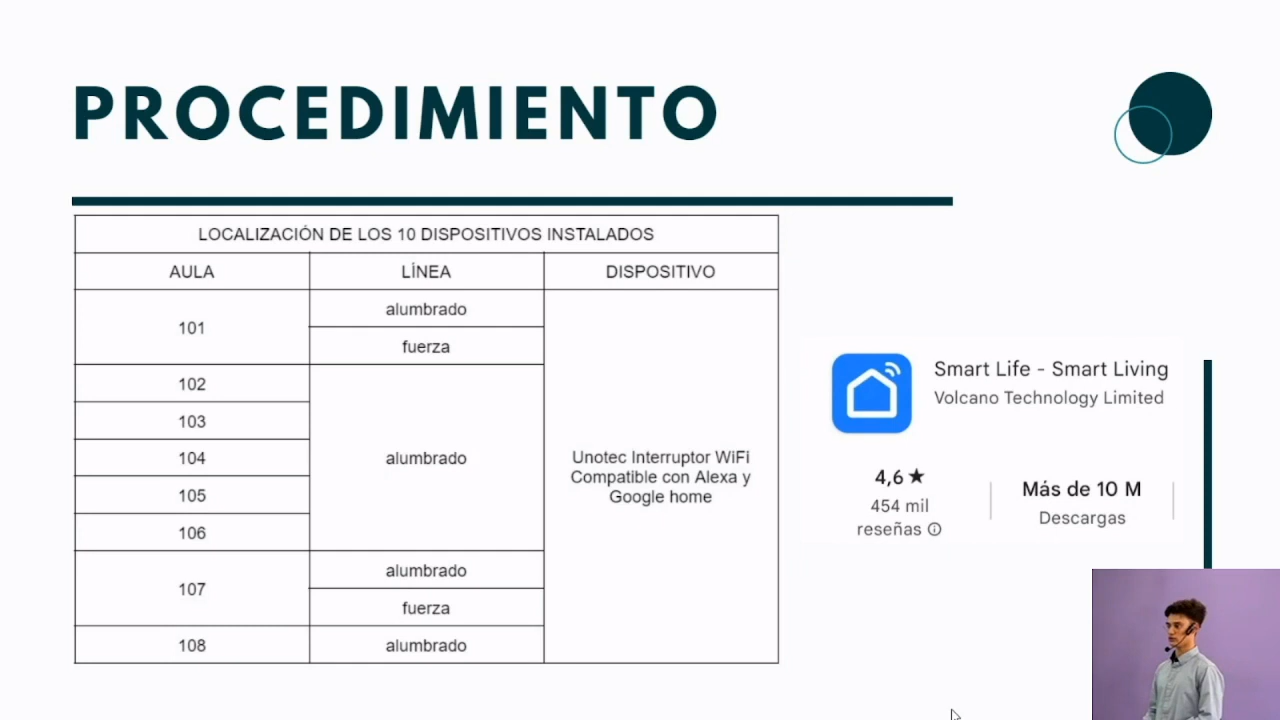 PROCEDIMIENTO
LOCALIZACIÓN DE LOS 10 DISPOSITIVOS INSTALADOS
AULA LÍNEA DISPOSITIVO
101
alumbrado
fuerza
102
103
104
105
106
alumbrado
107
alumbrado
fuerza
108
alumbrado
Unotec Interruptor WiFi
Compatible con Alexa y
Google home
Smart Life - Smart Living
Volcano Technology Limited
4,6 ★
454 mil
reseñas
Más de 10 M
Descargas